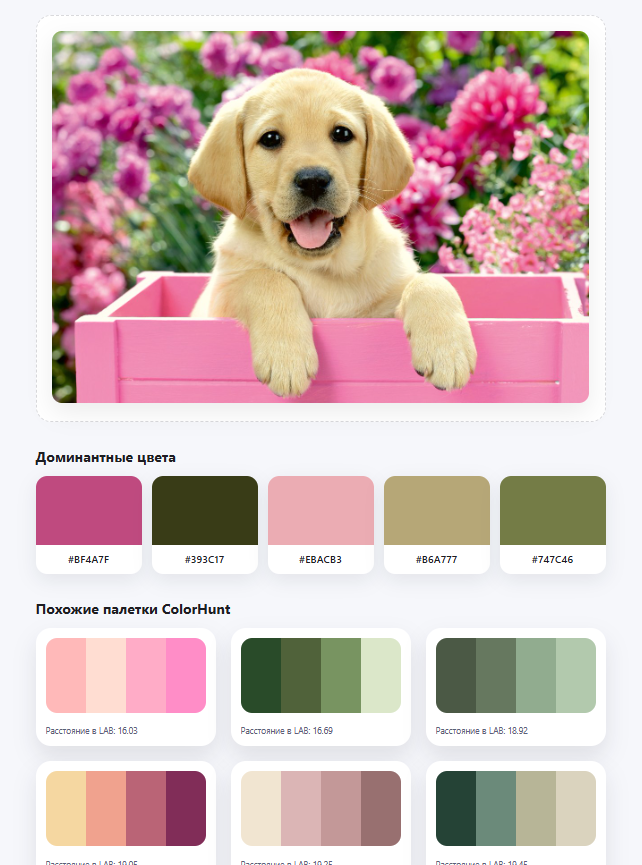 Доминантные цвета
#BF4A7F
#393C17
#EBACB3
#B6A777
#747C46
Похожие палетки ColorHunt
Расстояние в LAB: 16.03
Расстояние в LAB: 16.69
Расстояние в LAB: 18.92
Расстояние в LAB: 19.05
Расстояние в LAB: 19.25
Расстояние в LAB: 19.45